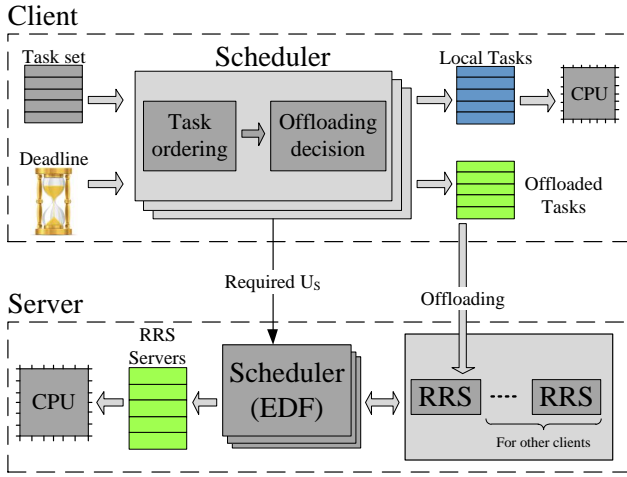 Client
Task set
Scheduler
Local Tasks
CPU
Task
ordering
Offloading
decision
Deadline
Offloaded
Tasks
Required Us
Offloading
Server
RRS
Servers
CPU
Scheduler
(EDF)
RRS
RRS
For other clients